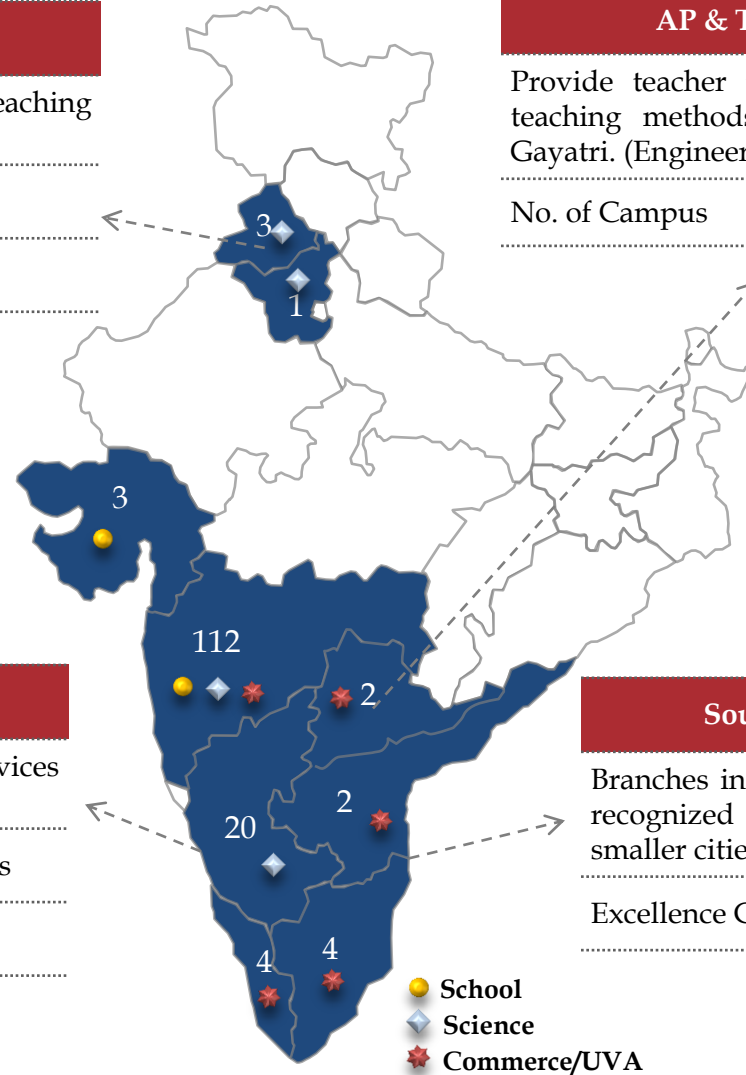 AP & T
eaching
Provide teacher
teaching methods
Gayatri. (Engineer
No. of Campus
3
1
3
112
2
vices
s
20
2
4
4
Sou
Branches in
recognized
smaller citie
Excellence C
School
Science
Commerce/UVA